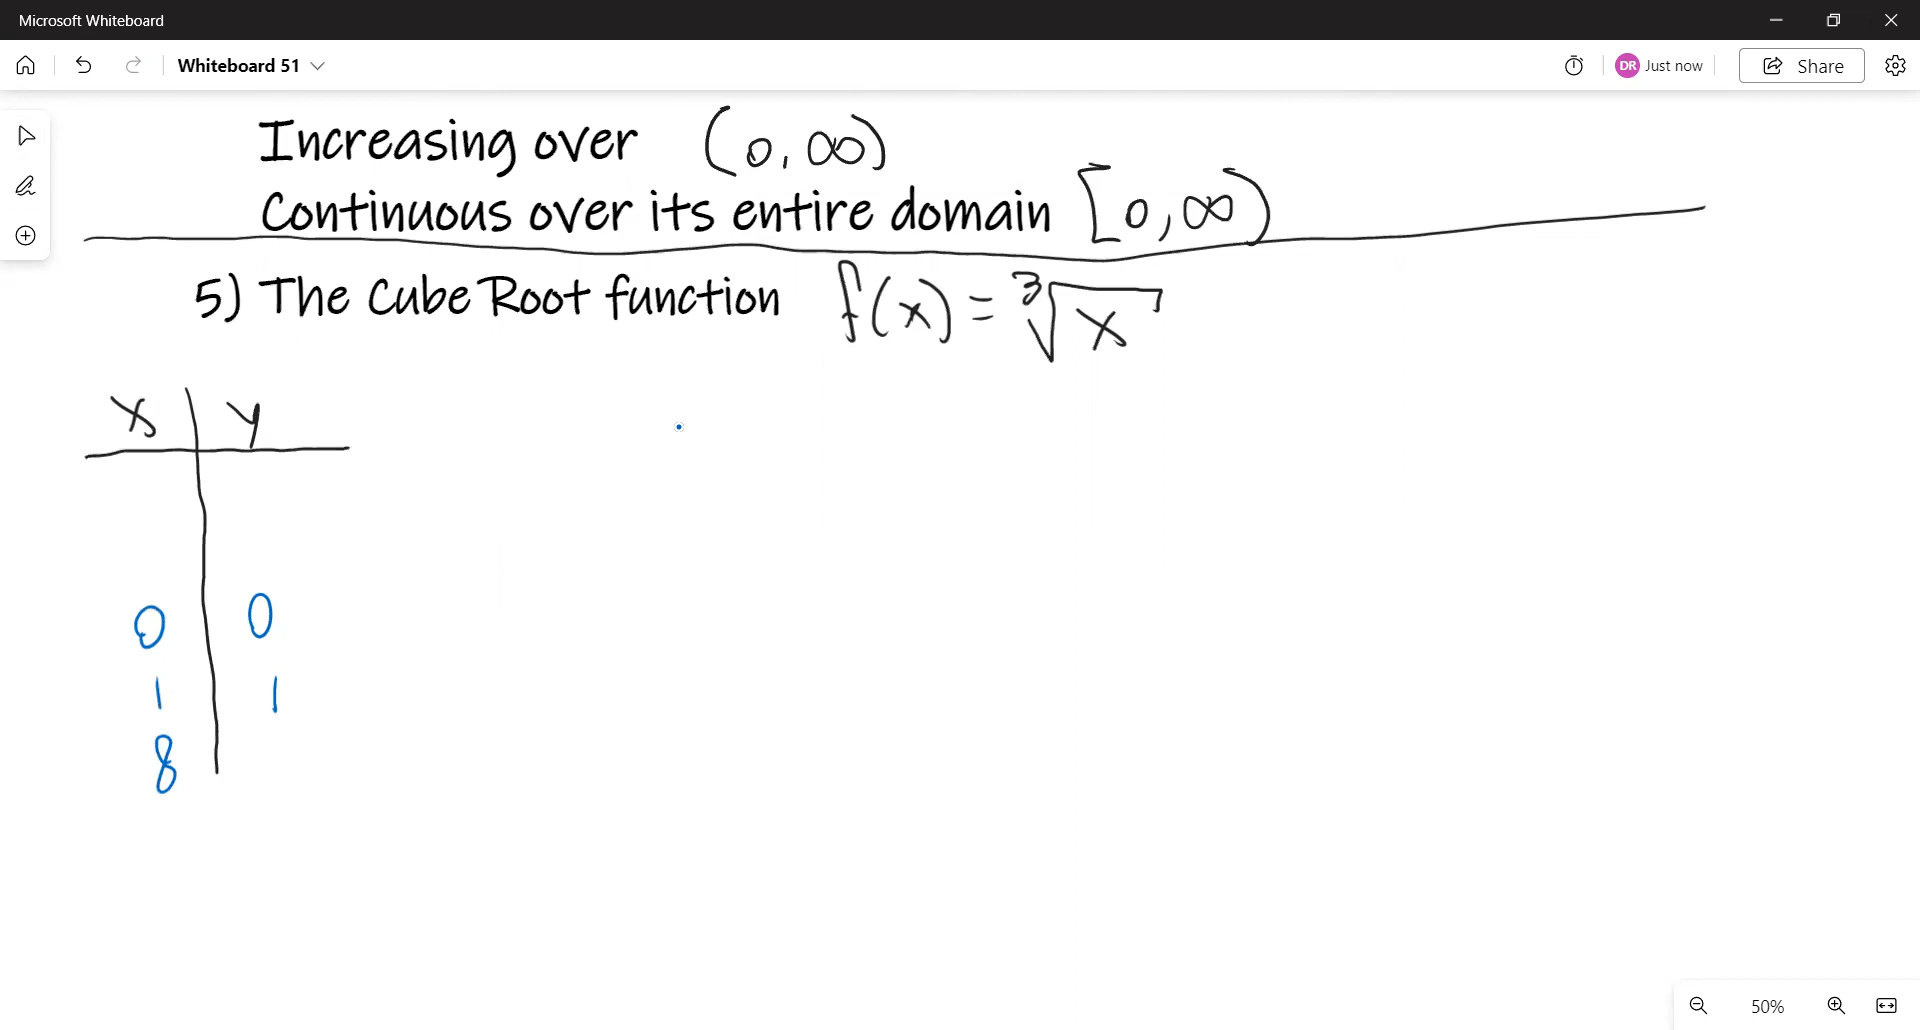 Microsoft Whiteboard
Whiteboard 51
DR Just now
Share
Increasing over (0, ∞)
Continuous over its entire domain [0, ∞)
5) The Cube Root function f(x) = ∛x
x y
0 0
1 1
8
50%